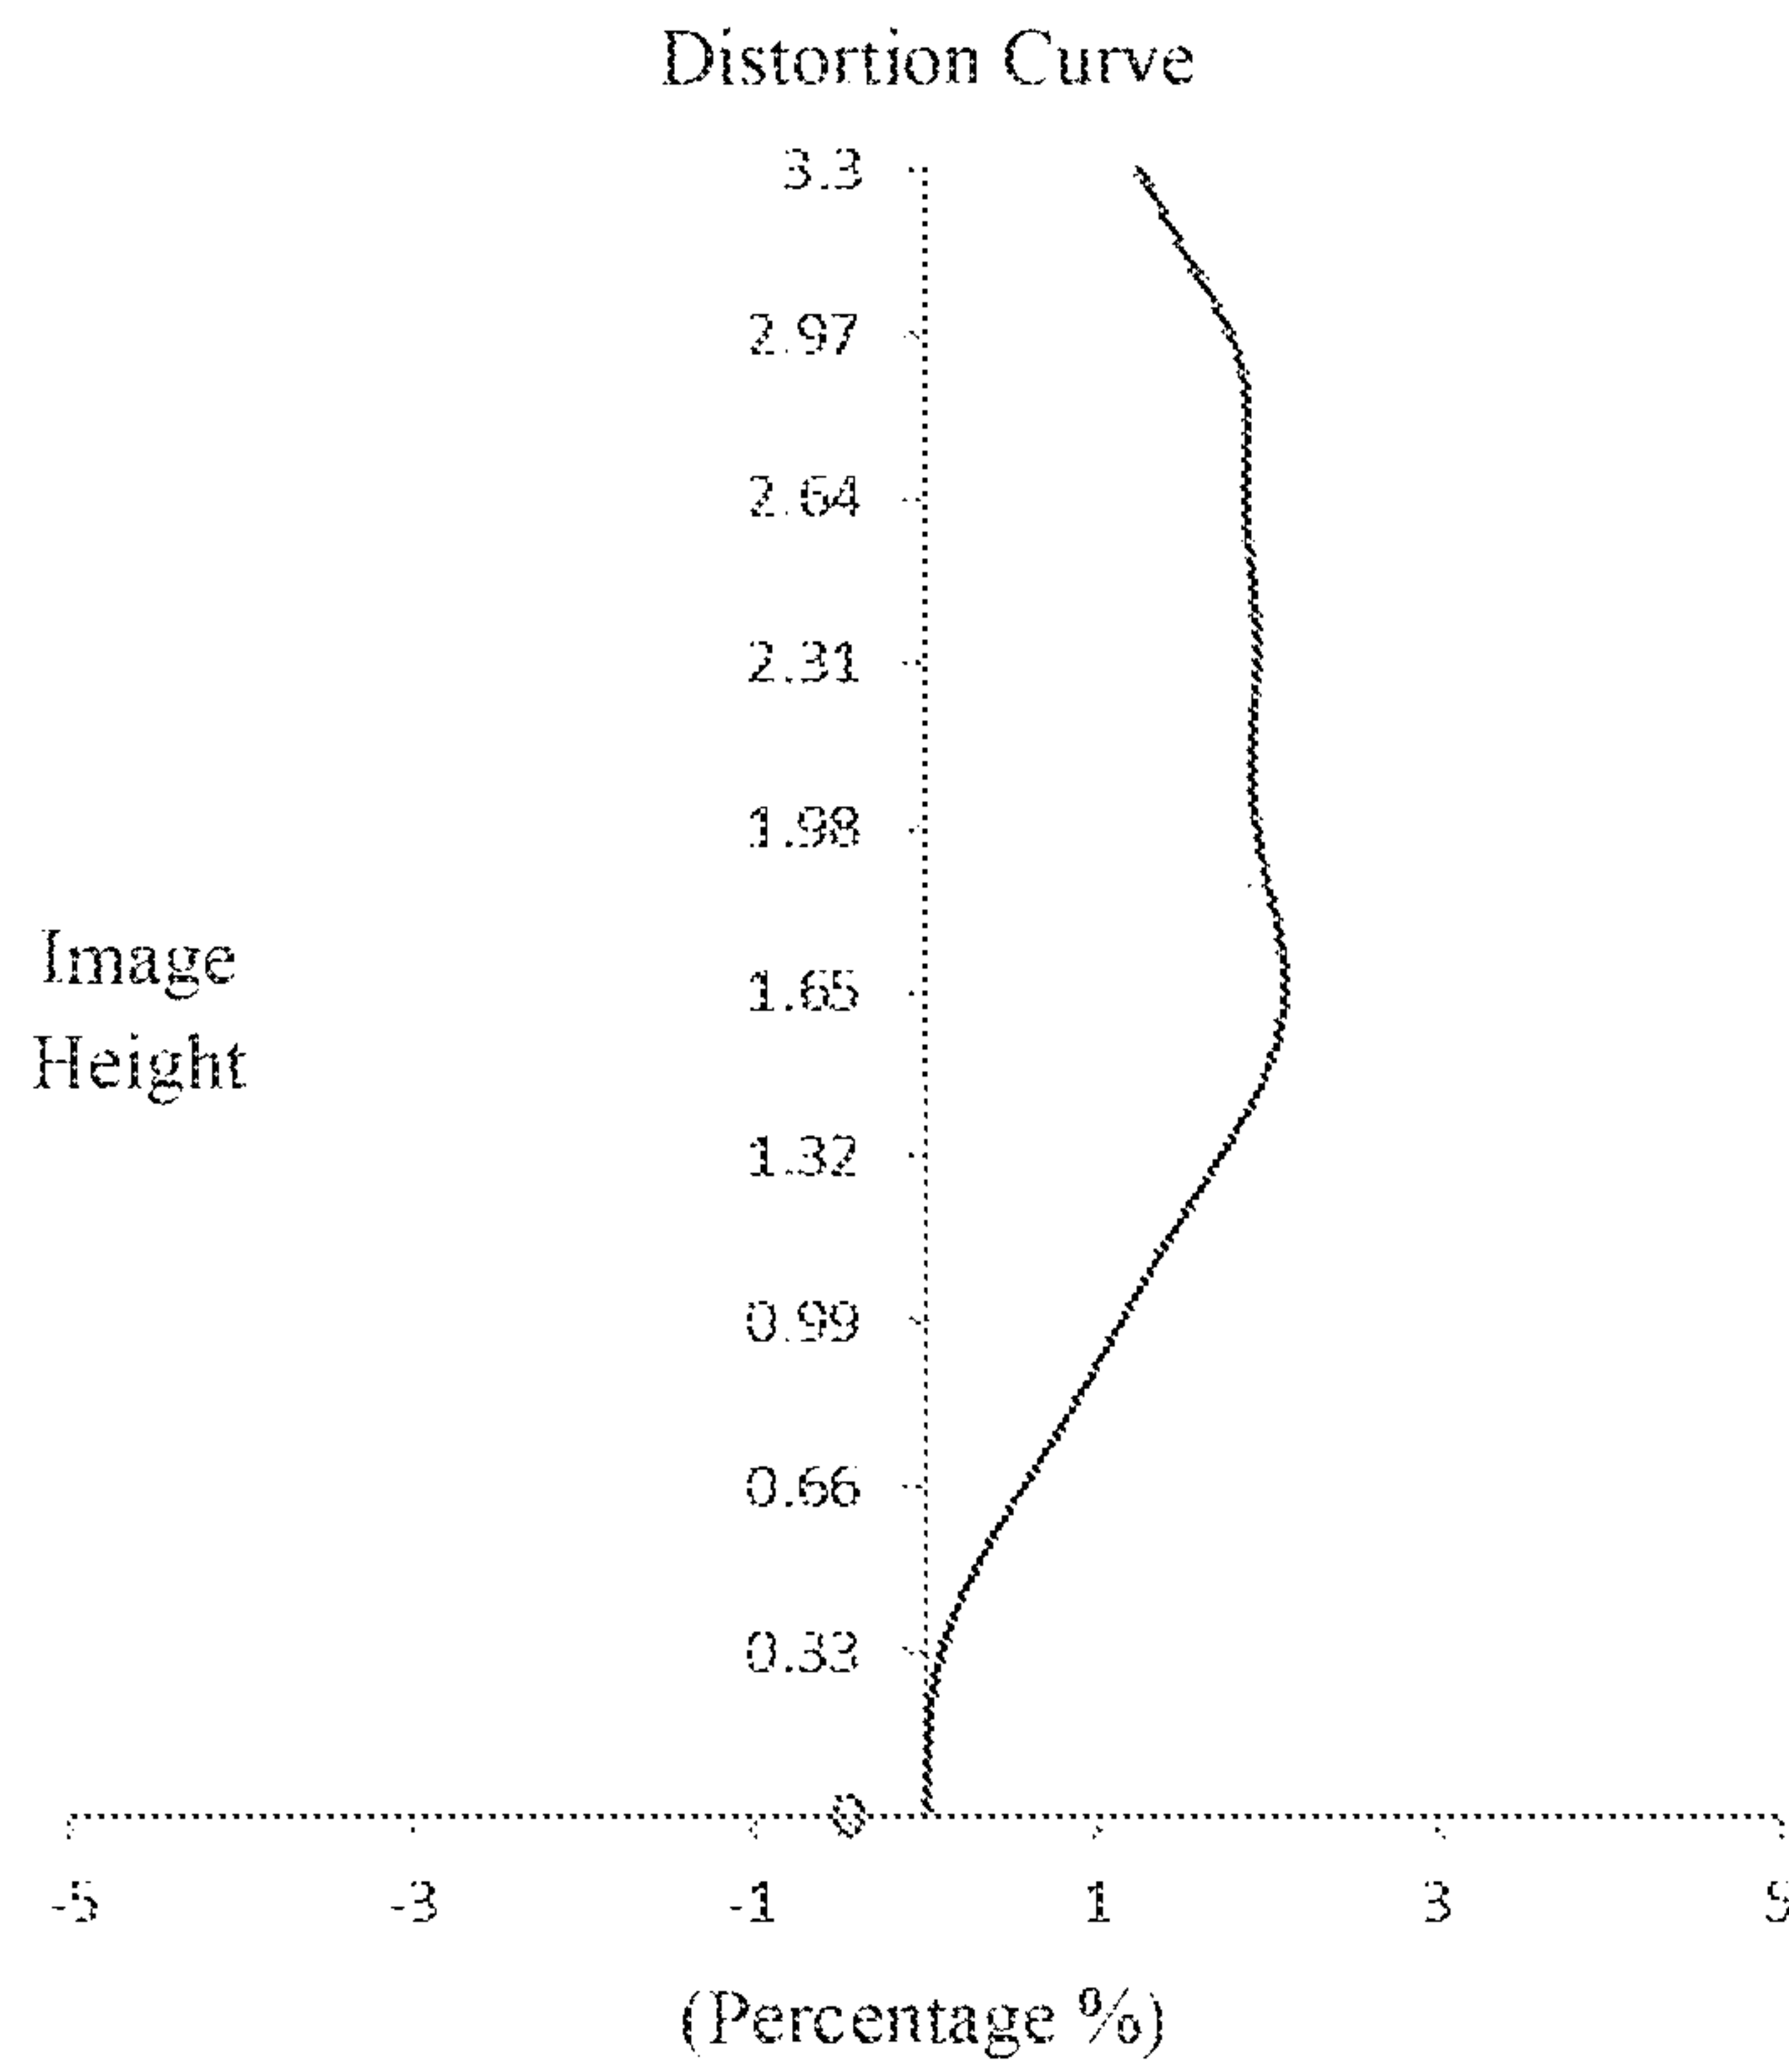 Distortion Curve
3.3
2.97
2.64
2.31
1.98
1.65
1.32
0.99
0.66
0.33
0
Image
Height
-5 -3 -1 1 3 5
(Percentage %)